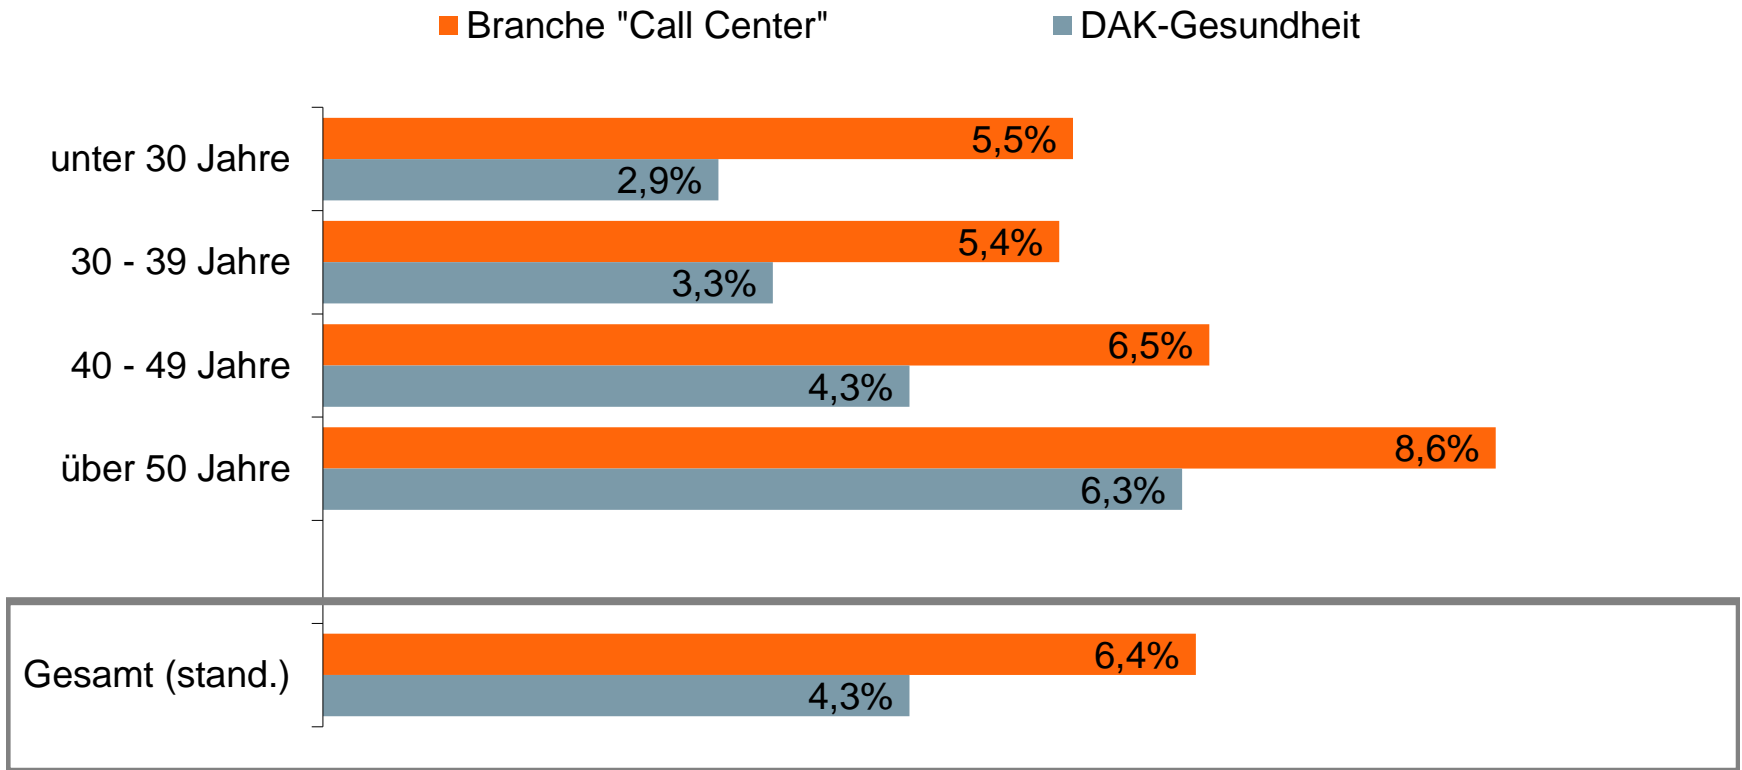 Branche "Call Center" DAK-Gesundheit
unter 30 Jahre 5,5%
2,9%
30 - 39 Jahre 5,4%
3,3%
40 - 49 Jahre 6,5%
4,3%
über 50 Jahre 8,6%
6,3%
Gesamt (stand.) 6,4%
4,3%